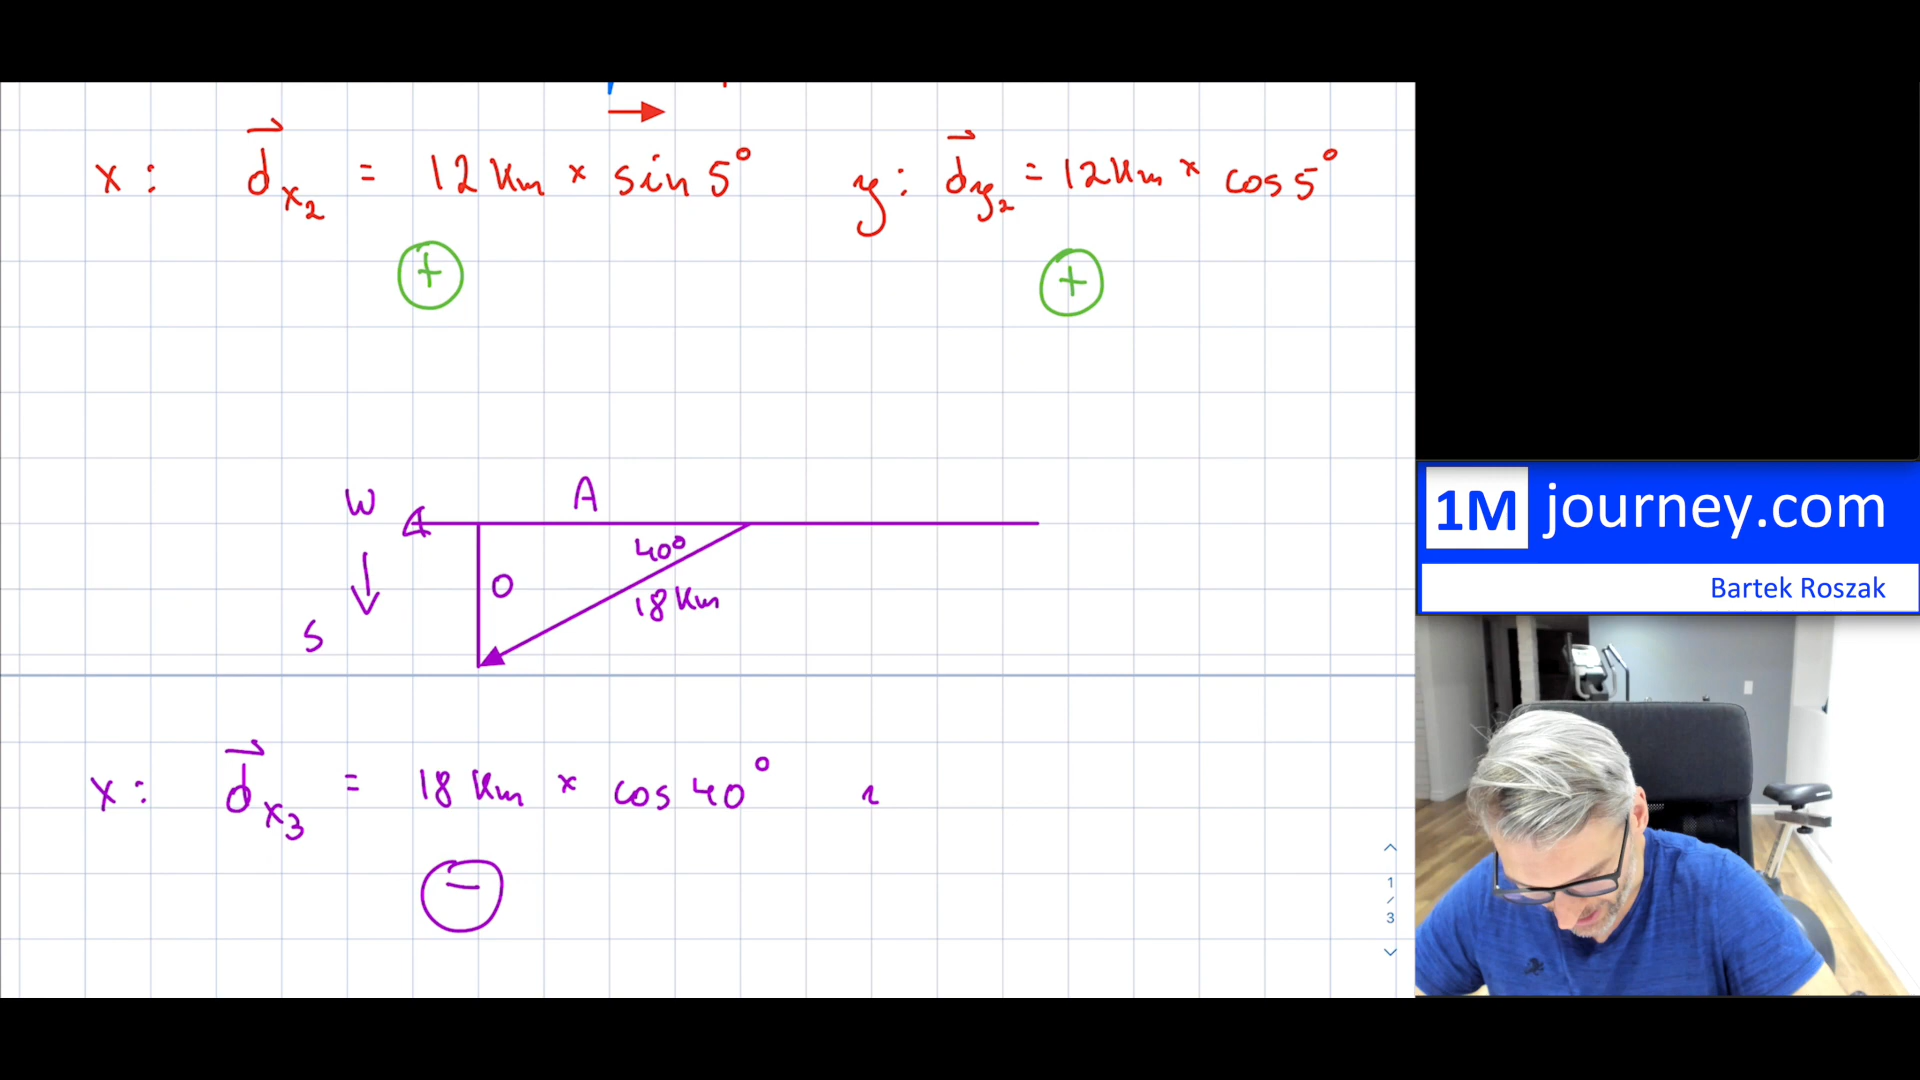 x : d⃗x₂ = 12 km × sin 5° y : d⃗y₂ = 12 km × cos 5°
+ +
W A
40°
O
18 km
S
x : d⃗x₃ = 18 km × cos 40°
−
1M journey.com
Bartek Roszak
1
/
3